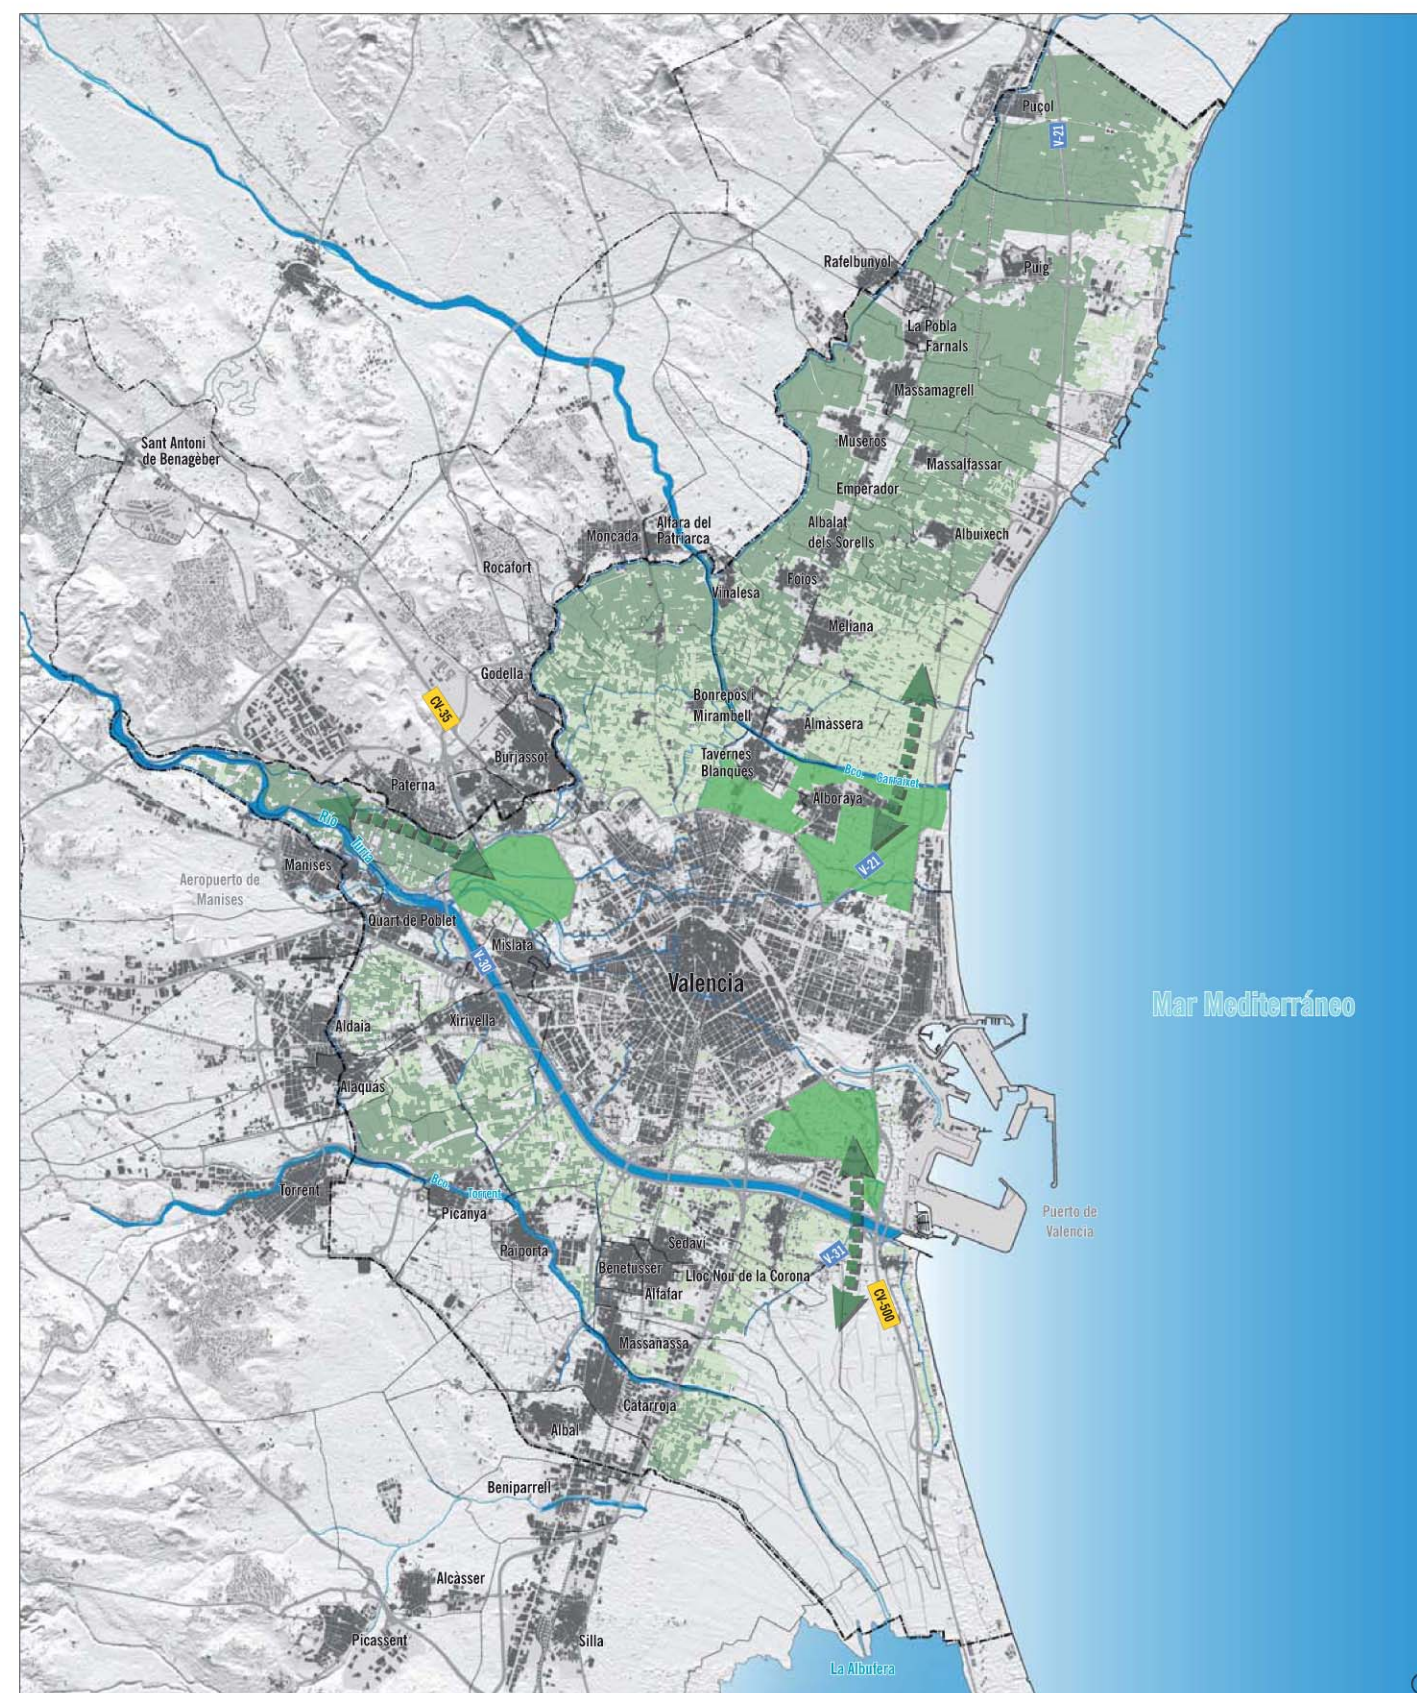 Puçol
V-21
Rafelbunyol
Puig
La Pobla
Farnals
Massamagrell
Sant Antoni
de Benagèber
Museros
Massalfassar
Emperador
Alfara del
Patriarca
Moncada
Albalat
dels Sorells
Albuixech
Rocafort
Foios
Vinalesa
Meliana
Godella
Bonrepòs i
Mirambell
CV-35
Almàssera
Burjassot
Tavernes
Blanques
Bco. Carraixet
Paterna
Alboraya
Río Turia
V-21
Manises
Aeropuerto de
Manises
Quart de Poblet
Mislata
V-30
Valencia
Mar Mediterráneo
Xirivella
Aldaia
Alaquas
Bco. Torrent
Torrent
Picanya
Puerto de
Valencia
Paiporta
Sedaví
V-31
Benetusser
Lloc Nou de la Corona
Alfafar
CV-500
Massanassa
Catarroja
Albal
Beniparrell
Alcàsser
Picassent
Silla
La Albufera